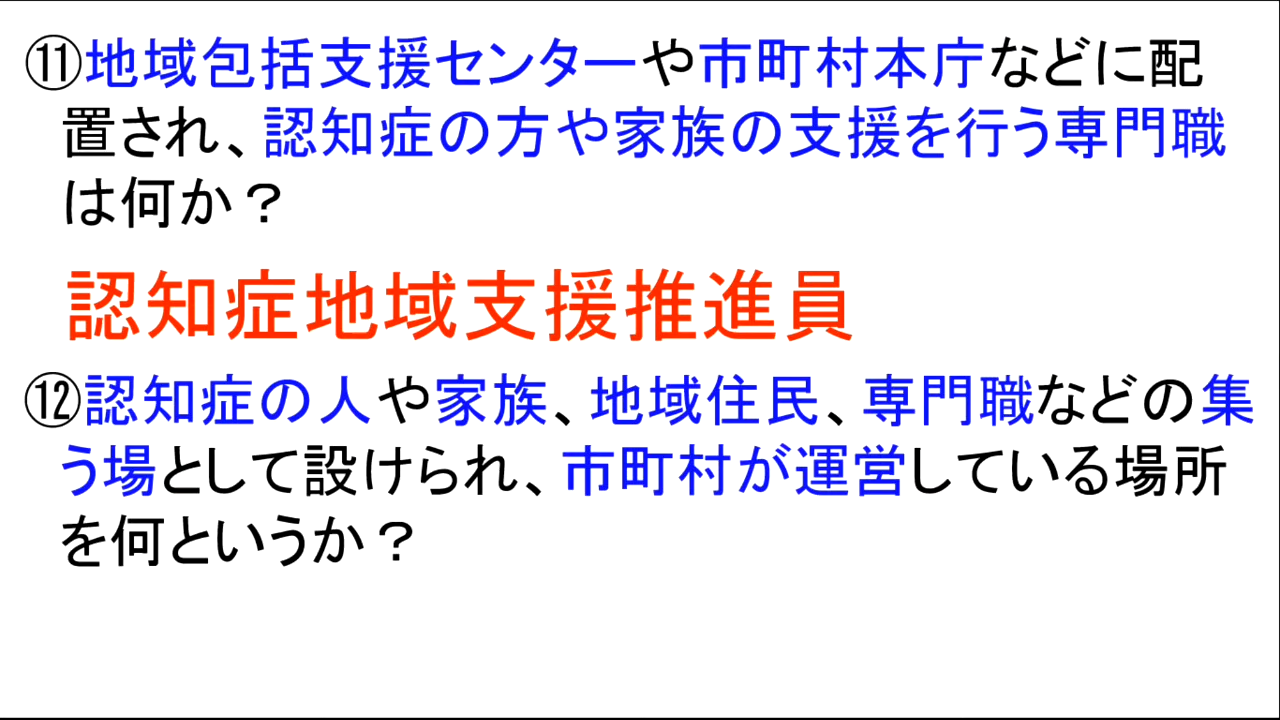 ⑪地域包括支援センターや市町村本庁などに配
置され、認知症の方や家族の支援を行う専門職
は何か？
認知症地域支援推進員
⑫認知症の人や家族、地域住民、専門職などの集
う場として設けられ、市町村が運営している場所
を何というか？